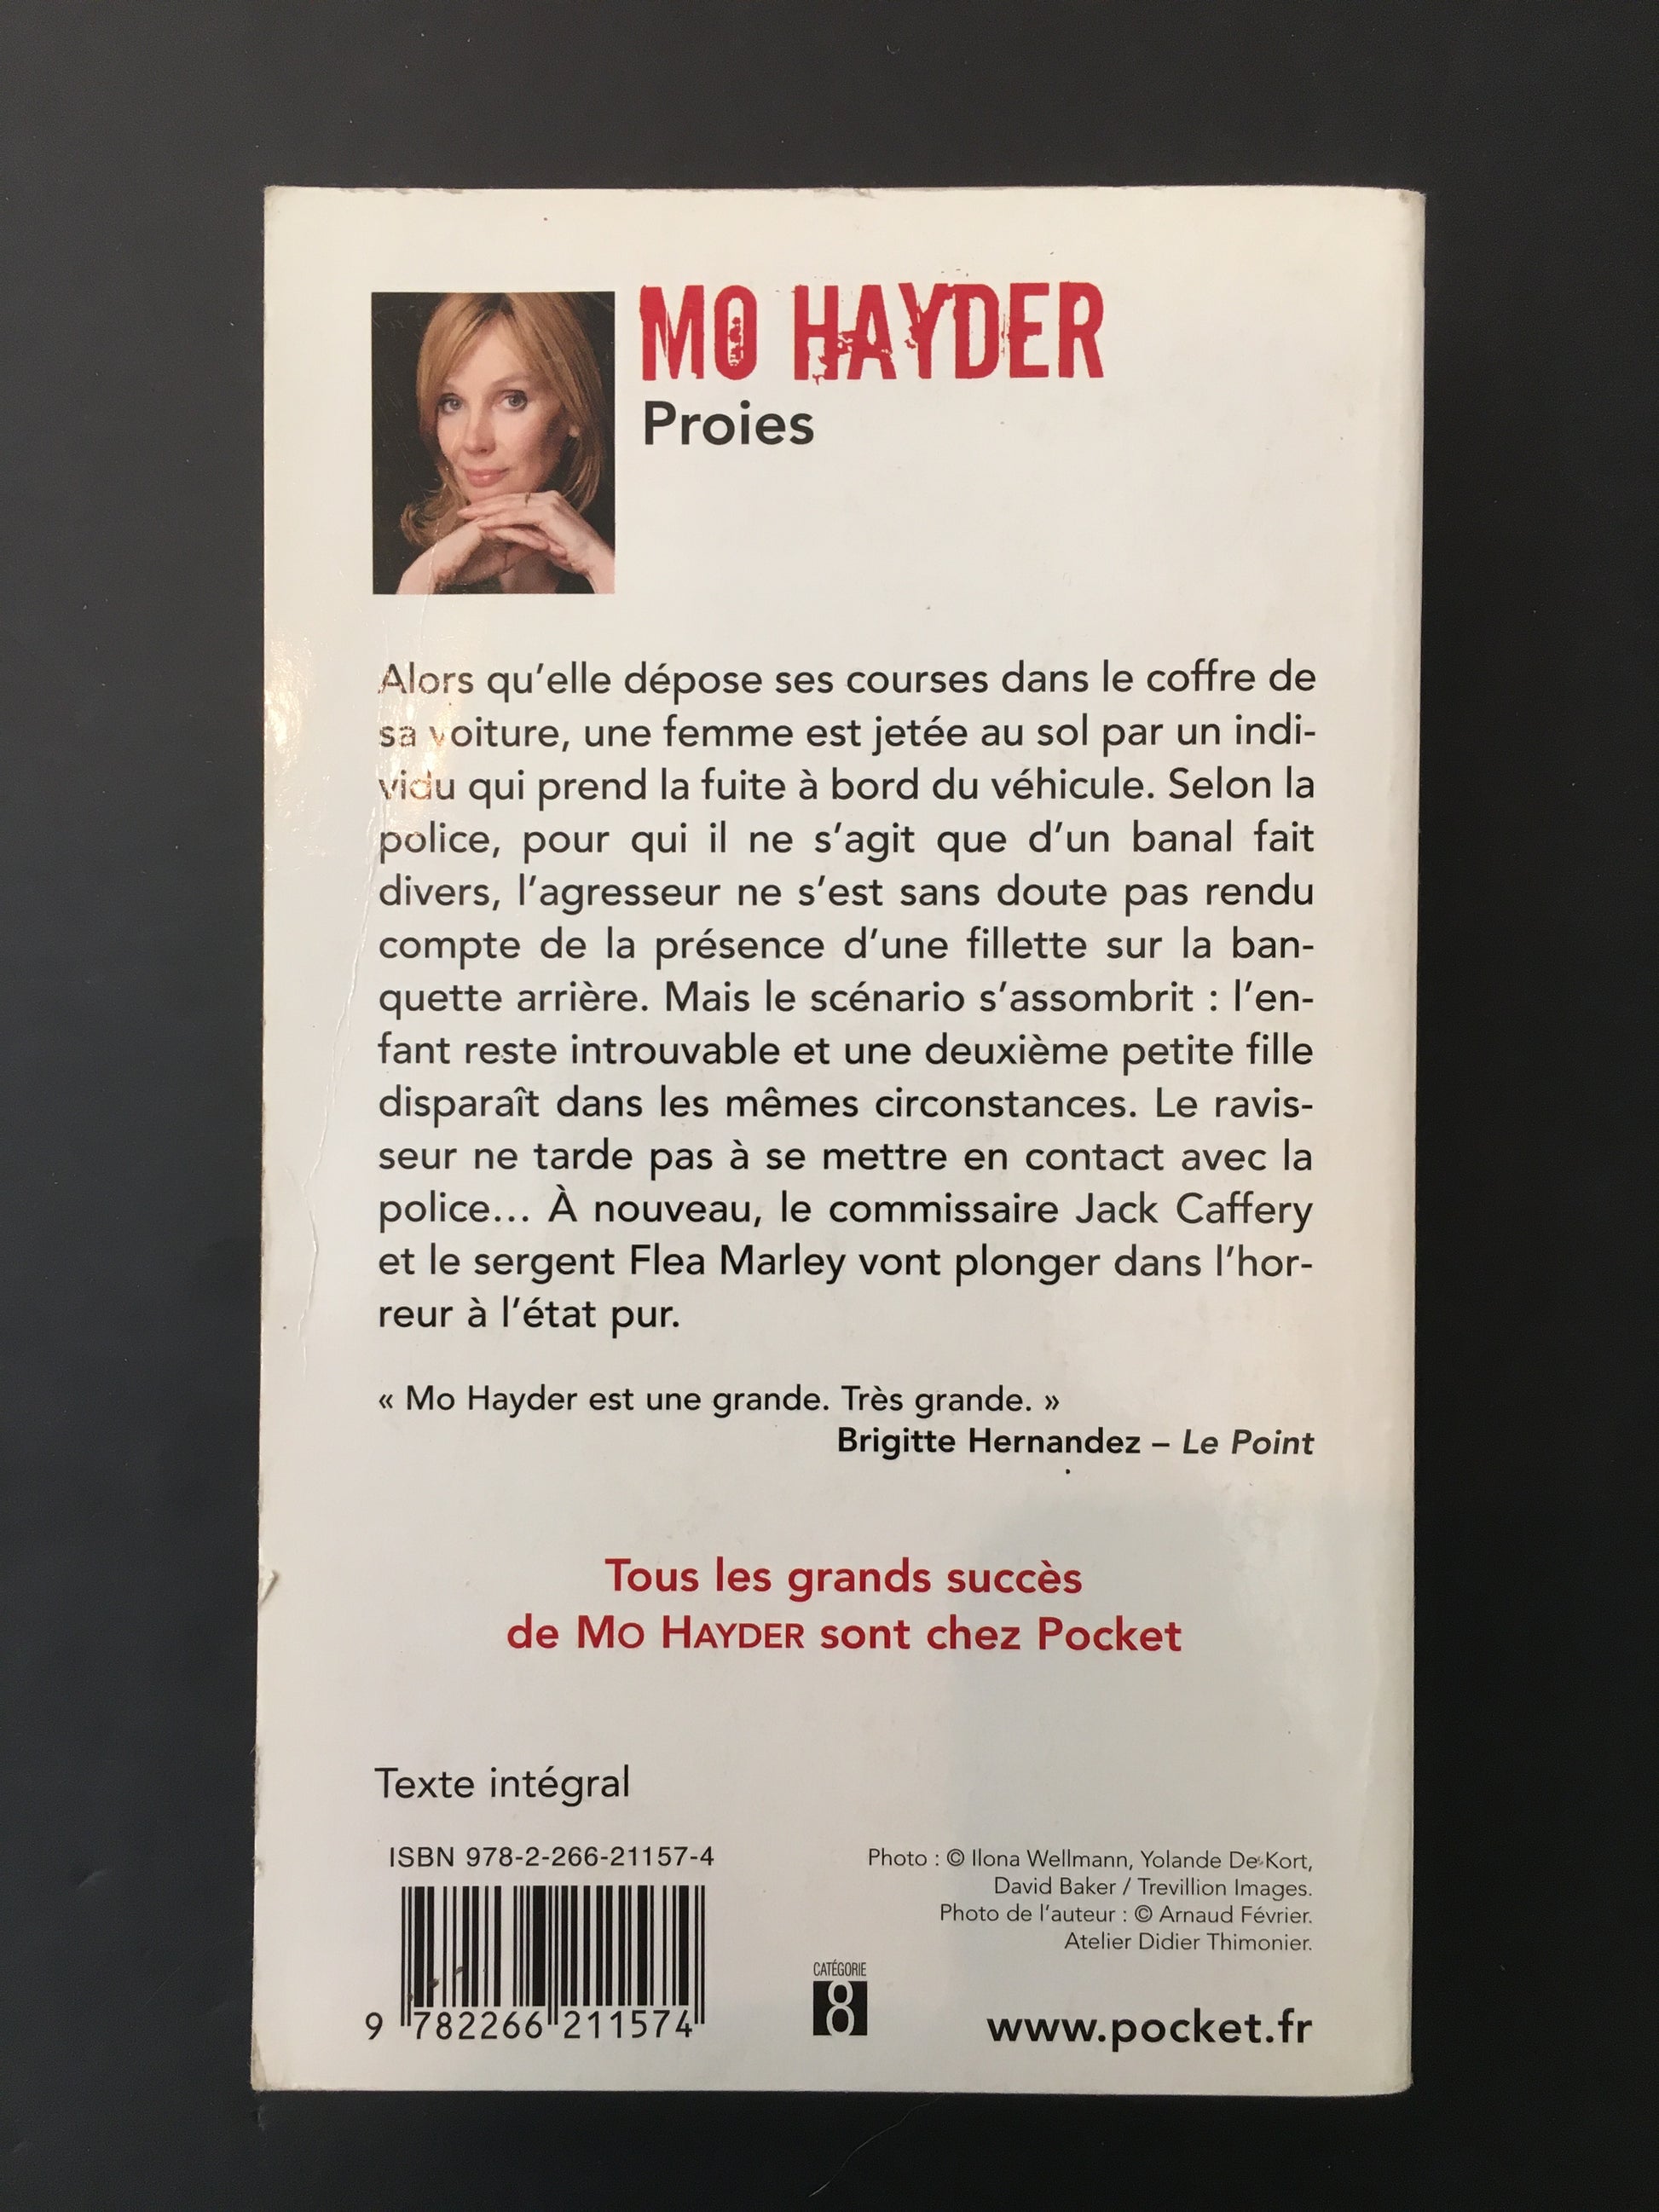 MO HAYDER
Proies
Alors qu'elle dépose ses courses dans le coffre de
sa voiture, une femme est jetée au sol par un indi-
vidu qui prend la fuite à bord du véhicule. Selon la
police, pour qui il ne s'agit que d'un banal fait
divers, l'agresseur ne s'est sans doute pas rendu
compte de la présence d'une fillette sur la ban-
quette arrière. Mais le scénario s'assombrit : l'en-
fant reste introuvable et une deuxième petite fille
disparaît dans les mêmes circonstances. Le ravis-
seur ne tarde pas à se mettre en contact avec la
police... À nouveau, le commissaire Jack Caffery
et le sergent Flea Marley vont plonger dans l'hor-
reur à l'état pur.
« Mo Hayder est une grande. Très grande. »
Brigitte Hernandez – Le Point
Tous les grands succès
de MO HAYDER sont chez Pocket
Texte intégral
ISBN 978-2-266-21157-4
9 782266 211574
Photo : © Ilona Wellmann, Yolande De Kort,
David Baker / Trevillion Images.
Photo de l'auteur : © Arnaud Février.
Atelier Didier Thimonier.
CATÉGORIE
8
www.pocket.fr